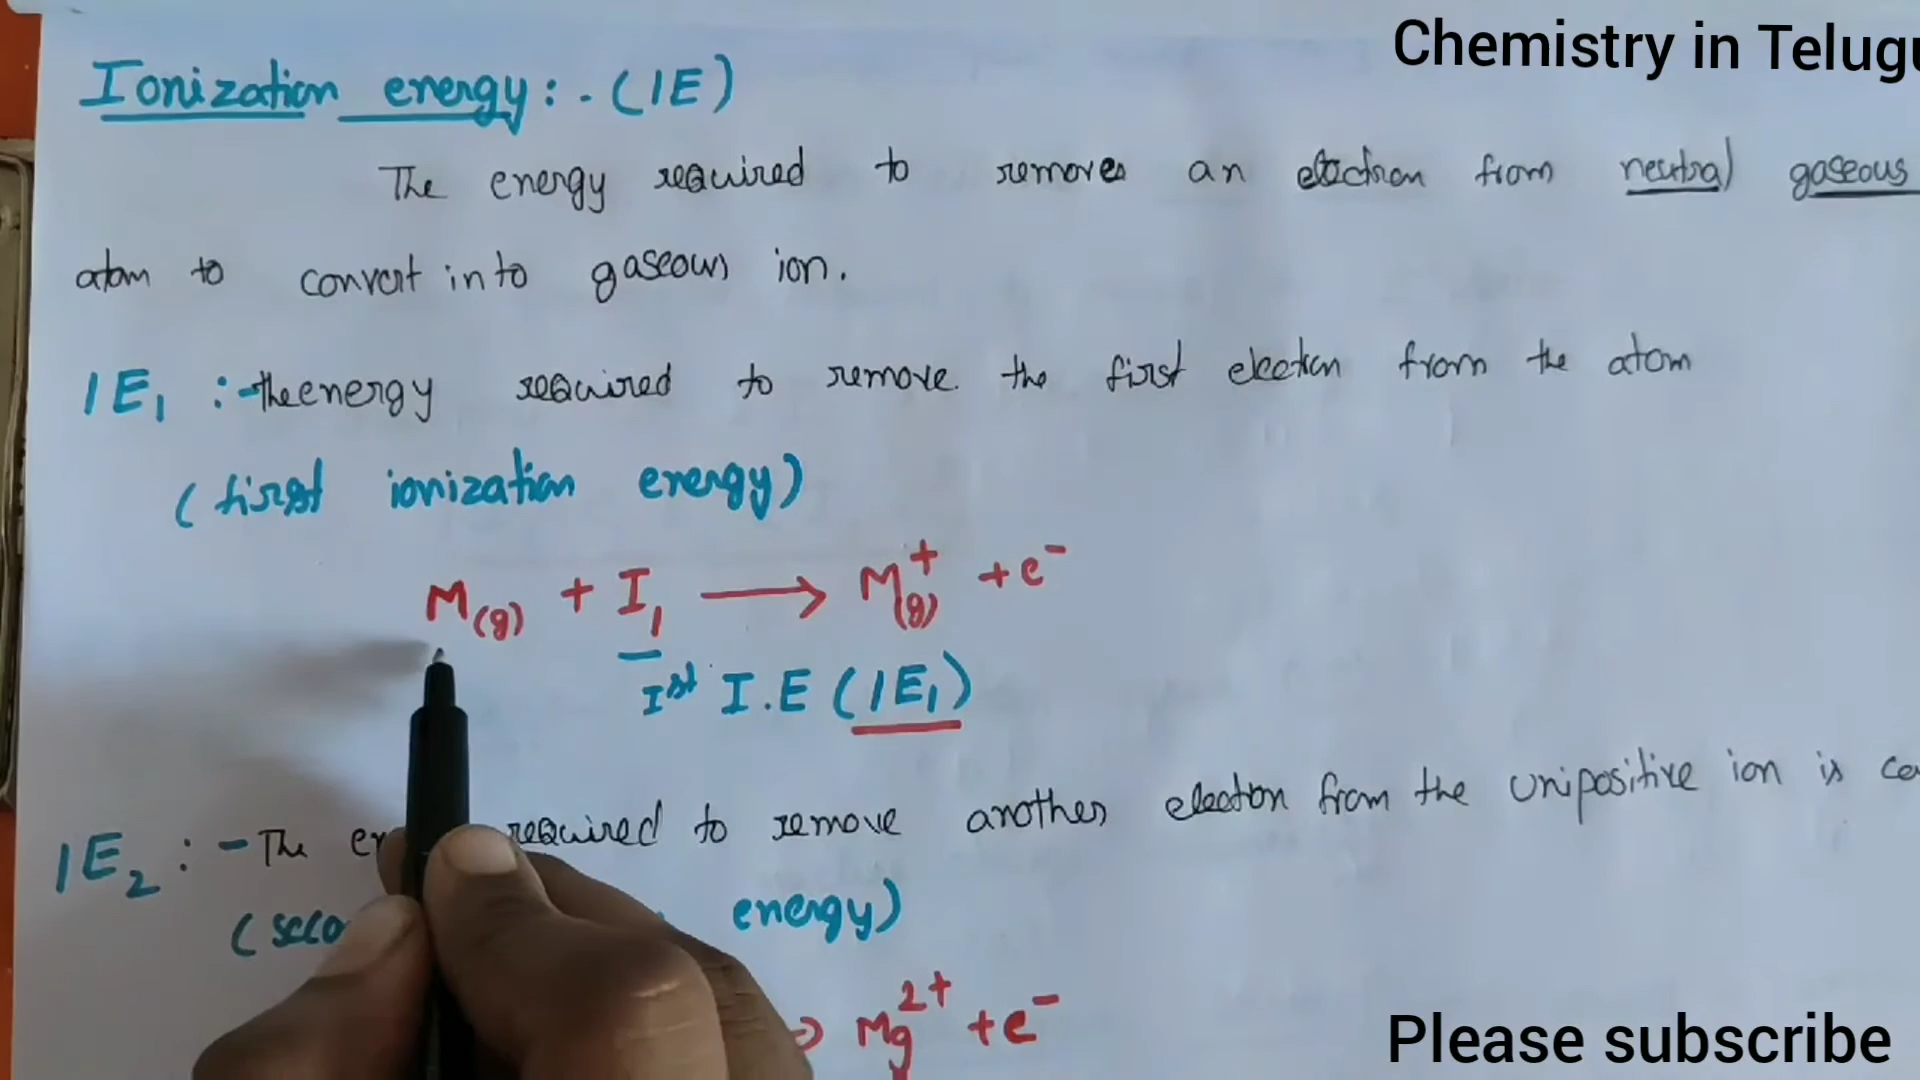 Chemistry in Telugu
Ionization energy : - (IE)
The energy required to removes an electron from neutral gaseous
atom to convert into gaseous ion.
IE₁ :- the energy required to remove the first electron from the atom
(first ionization energy)
M(g) + I₁ ⟶ M⁺(g) + e⁻
Ist I.E (IE₁)
IE₂ : - The required to remove another electron from the unipositive ion is
energy)
Mg²⁺ + e⁻
Please subscribe